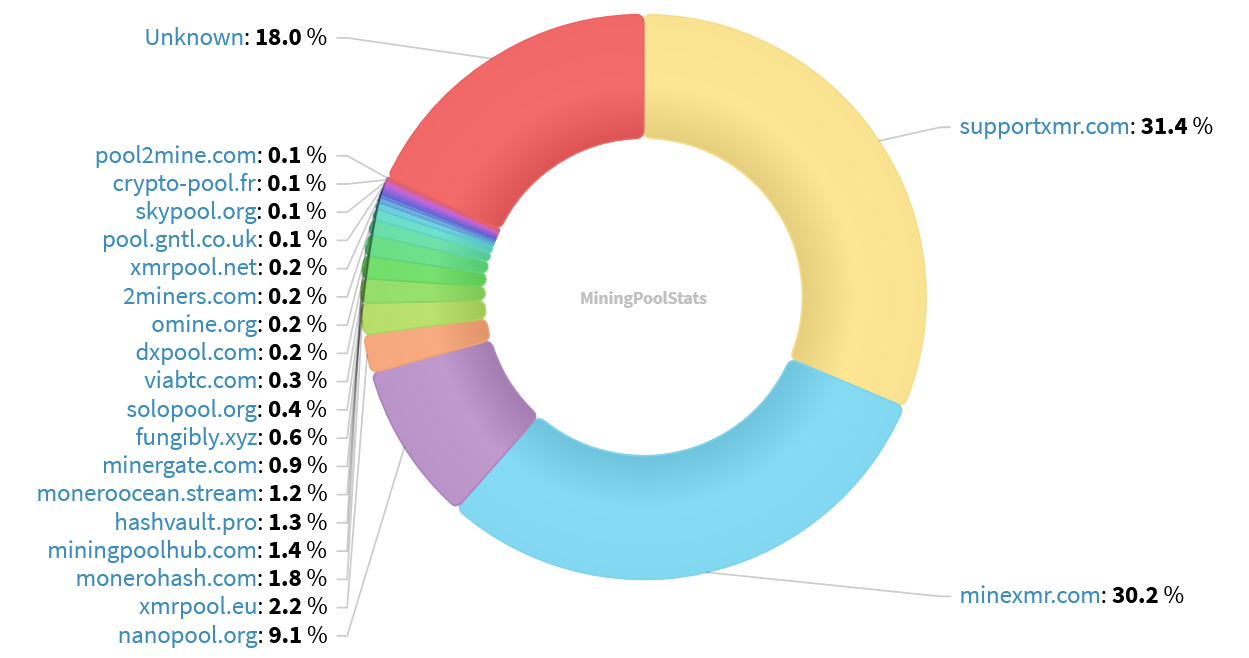 Unknown: 18.0 %
supportxmr.com: 31.4 %
pool2mine.com: 0.1 %
crypto-pool.fr: 0.1 %
skypool.org: 0.1 %
pool.gntl.co.uk: 0.1 %
xmrpool.net: 0.2 %
2miners.com: 0.2 %
MiningPoolStats
omine.org: 0.2 %
dxpool.com: 0.2 %
viabtc.com: 0.3 %
solopool.org: 0.4 %
fungibly.xyz: 0.6 %
minergate.com: 0.9 %
moneroocean.stream: 1.2 %
hashvault.pro: 1.3 %
miningpoolhub.com: 1.4 %
monerohash.com: 1.8 %
minexmr.com: 30.2 %
xmrpool.eu: 2.2 %
nanopool.org: 9.1 %